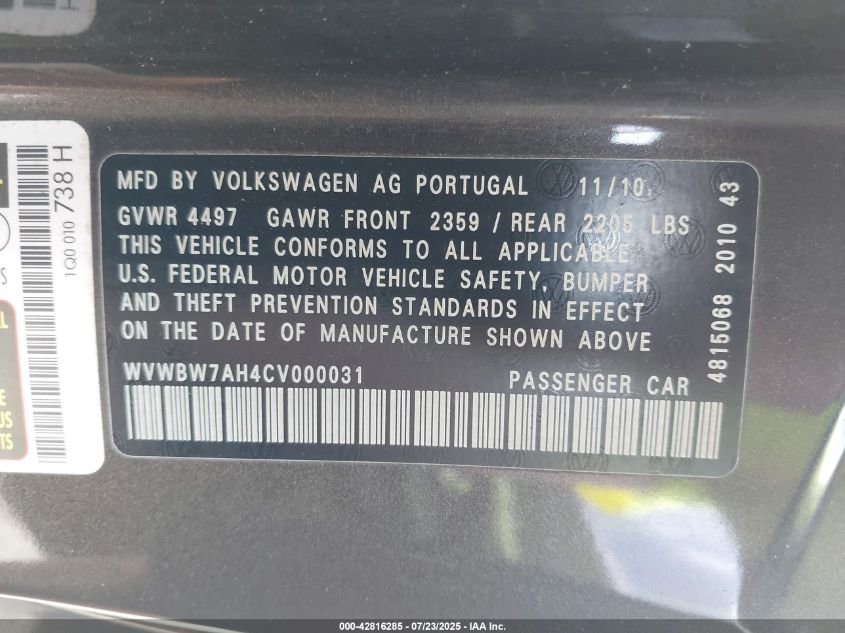 MFD BY VOLKSWAGEN AG PORTUGAL 11/10
GVWR 4497 GAWR FRONT 2359 / REAR 2205 LBS
THIS VEHICLE CONFORMS TO ALL APPLICABLE
U.S. FEDERAL MOTOR VEHICLE SAFETY, BUMPER
AND THEFT PREVENTION STANDARDS IN EFFECT
ON THE DATE OF MANUFACTURE SHOWN ABOVE
WVWBW7AH4CV000031 PASSENGER CAR
4815068 2010 43
1Q0 010 738 H
000-42816285 - 07/23/2025 - IAA Inc.